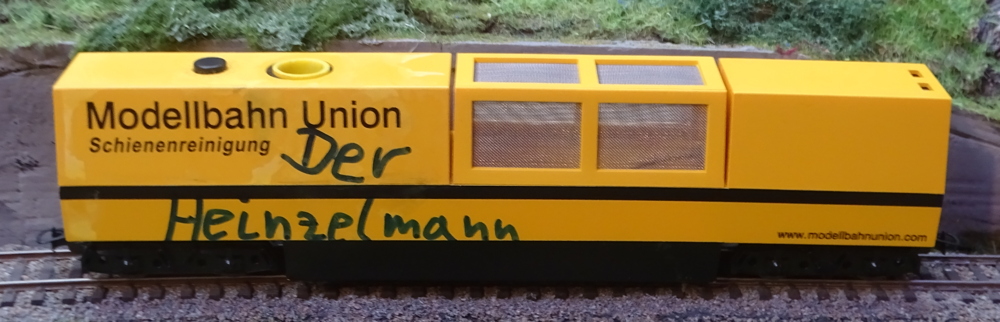 Modellbahn Union
Schienenreinigung
Der
Heinzelmann
www.modellbahnunion.com